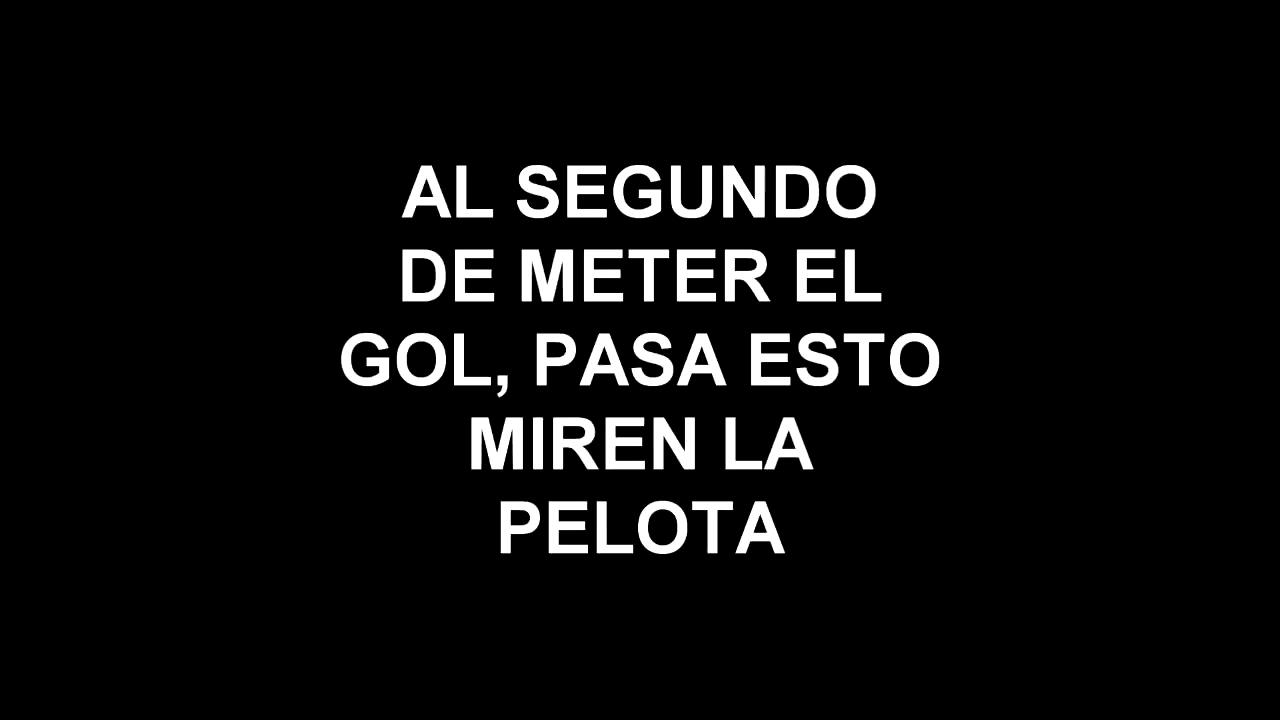 AL SEGUNDO
DE METER EL
GOL, PASA ESTO
MIREN LA
PELOTA